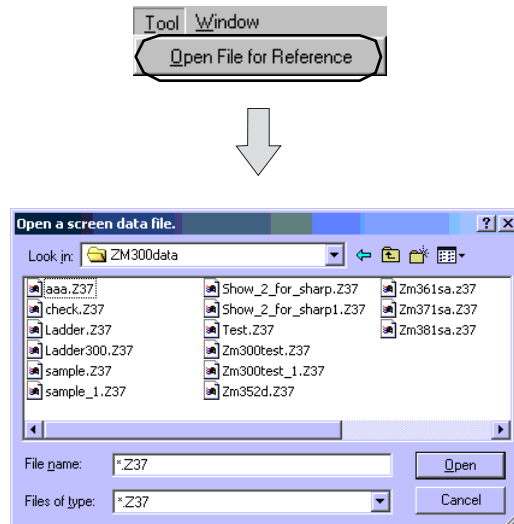 Tool Window
Open File for Reference
Open a screen data file.
Look in: ZM300data
aaa.Z37 Show_2_for_sharp.Z37 Zm361sa.z37
check.Z37 Show_2_for_sharp1.Z37 Zm371sa.z37
Ladder.Z37 Test.Z37 Zm381sa.z37
Ladder300.Z37 Zm300test.Z37
sample.Z37 Zm300test_1.Z37
sample_1.Z37 Zm352d.Z37
File name: *.Z37 Open
Files of type: *.Z37 Cancel